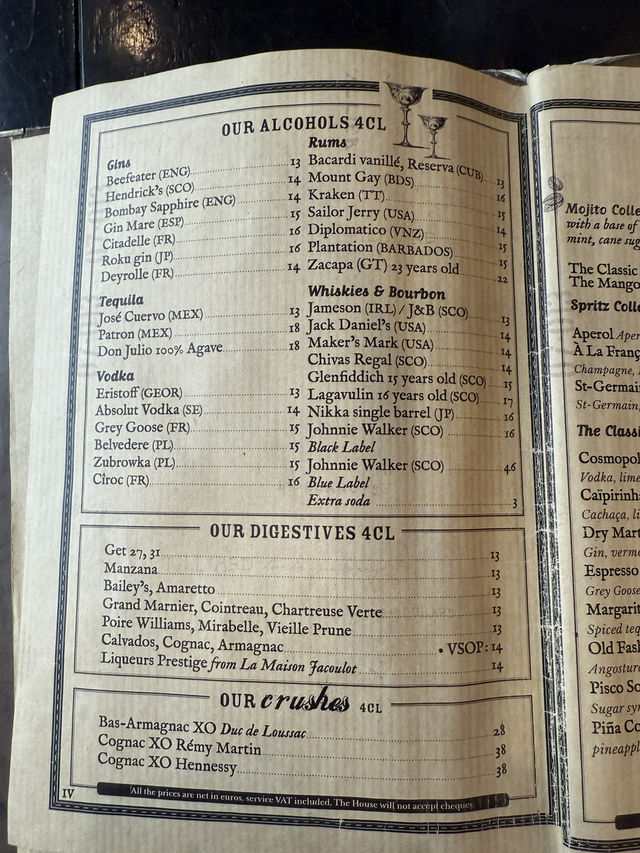 OUR ALCOHOLS 4CL
Gins
Beefeater (ENG) 13
Hendrick's (SCO) 14
Bombay Sapphire (ENG) 14
Gin Mare (ESP) 15
Citadelle (FR) 16
Roku gin (JP) 16
Deyrolle (FR) 14
Tequila
José Cuervo (MEX) 13
Patron (MEX) 18
Don Julio 100% Agave 18
Vodka
Eristoff (GEOR) 13
Absolut Vodka (SE) 14
Grey Goose (FR) 15
Belvedere (PL) 15
Zubrowka (PL) 15
Cîroc (FR) 16
Rums
Bacardi vanillé, Reserva (CUB) 13
Mount Gay (BDS) 16
Kraken (TT) 15
Sailor Jerry (USA) 14
Diplomatico (VNZ) 16
Plantation (BARBADOS) 15
Zacapa (GT) 23 years old 22
Whiskies & Bourbon
Jameson (IRL) / J&B (SCO) 13
Jack Daniel's (USA) 14
Maker's Mark (USA) 14
Chivas Regal (SCO) 14
Glenfiddich 15 years old (SCO) 15
Lagavulin 16 years old (SCO) 17
Nikka single barrel (JP) 16
Johnnie Walker (SCO) 16
Black Label
Johnnie Walker (SCO) 46
Blue Label
Extra soda 3
OUR DIGESTIVES 4CL
Get 27, 31 13
Manzana 13
Bailey's, Amaretto 13
Grand Marnier, Cointreau, Chartreuse Verte 13
Poire Williams, Mirabelle, Vieille Prune 13
Calvados, Cognac, Armagnac • VSOP: 14
Liqueurs Prestige from La Maison Jacoulot 14
OUR crushes 4CL
Bas-Armagnac XO Duc de Loussac 28
Cognac XO Rémy Martin 38
Cognac XO Hennessy 38
IV
All the prices are net in euros, service VAT included. The House will not accept cheques.
Mojito Colle
with a base of
mint, cane sug
The Classic
The Mango
Spritz Colle
Aperol Aper
À La Franç
Champagne,
St-Germain
St-Germain,
The Classi
Cosmopol
Vodka, lime
Caïpirinh
Cachaça, li
Dry Mart
Gin, verm
Espresso
Grey Goose
Margarit
Spiced teq
Old Fash
Angostura
Pisco So
Sugar syr
Piña Co
pineappl